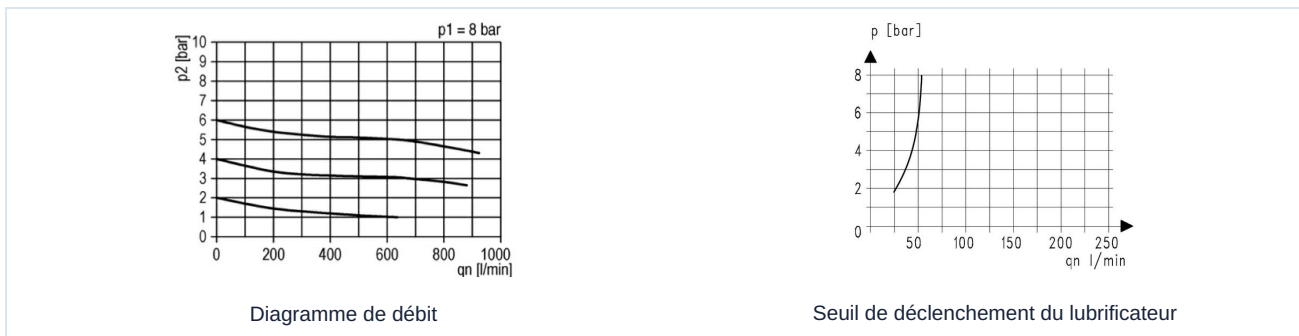 p1 = 8 bar
p2 [bar]
10
9
8
7
6
5
4
3
2
1
0
0 200 400 600 800 1000
qn [l/min]
Diagramme de débit
p [bar]
8
6
4
2
0
50 100 150 200 250
qn l/min
Seuil de déclenchement du lubrificateur